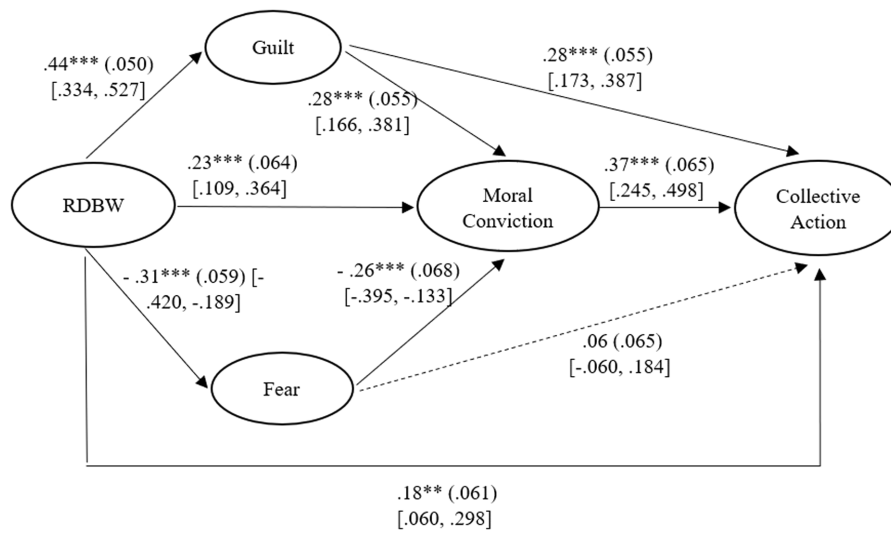 Guilt
.44*** (.050)
[.334, .527]
.28*** (.055)
[.173, .387]
.28*** (.055)
[.166, .381]
.23*** (.064)
[.109, .364]
RDBW
Moral
Conviction
.37*** (.065)
[.245, .498]
Collective
Action
- .31*** (.059) [-
.420, -.189]
- .26*** (.068)
[-.395, -.133]
.06 (.065)
[-.060, .184]
Fear
.18** (.061)
[.060, .298]